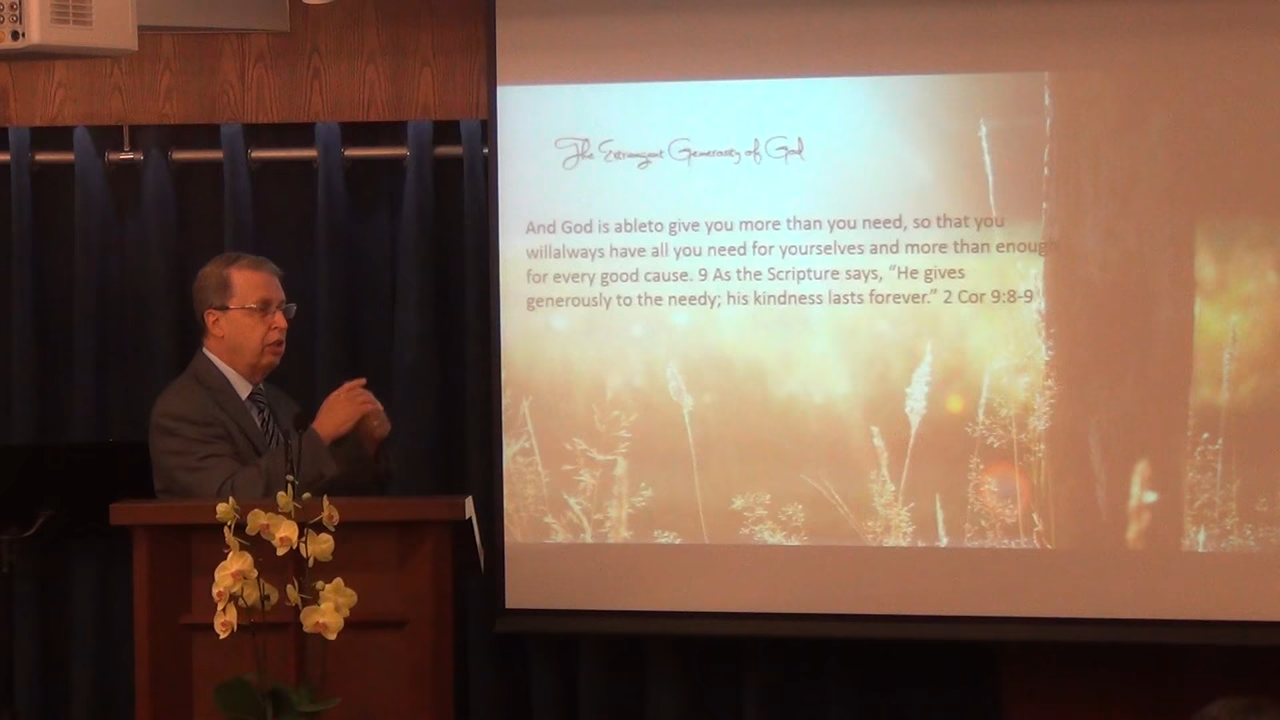 The Extravagant Generosity of God
And God is ableto give you more than you need, so that you
willalways have all you need for yourselves and more than enough
for every good cause. 9 As the Scripture says, “He gives
generously to the needy; his kindness lasts forever.” 2 Cor 9:8-9